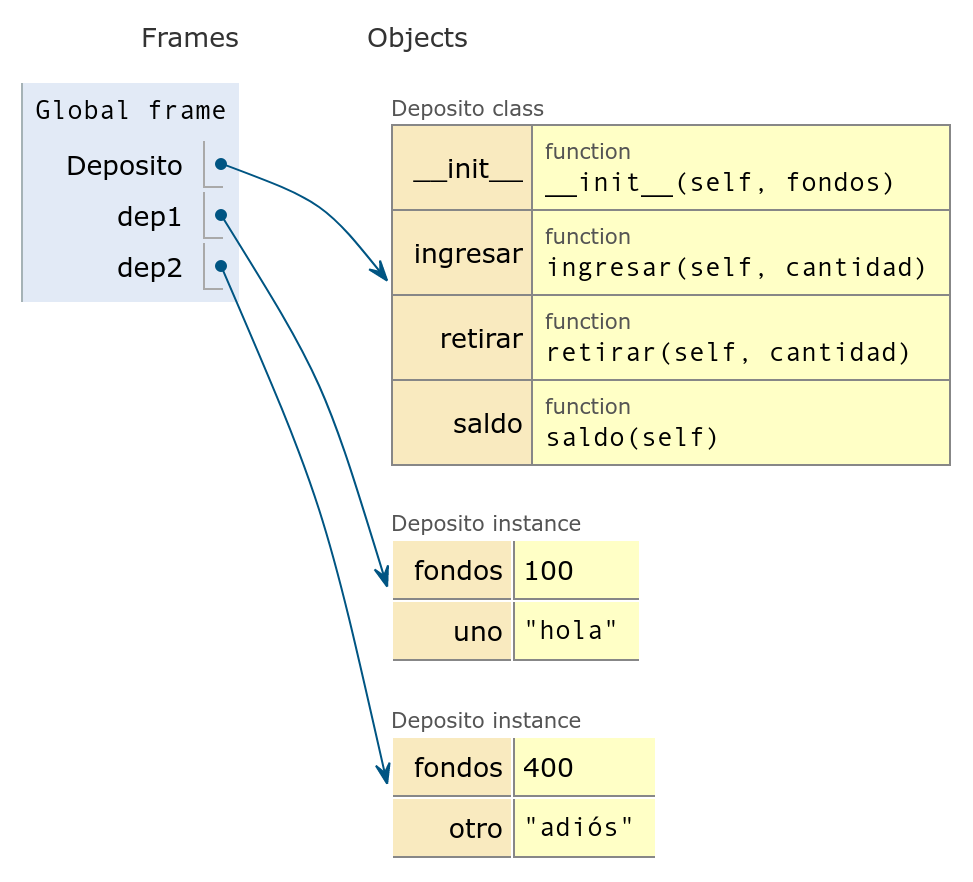 Frames
Objects
Global frame
Deposito
dep1
dep2
Deposito class
__init__
function
__init__(self, fondos)
ingresar
function
ingresar(self, cantidad)
retirar
function
retirar(self, cantidad)
saldo
function
saldo(self)
Deposito instance
fondos 100
uno "hola"
Deposito instance
fondos 400
otro "adiós"